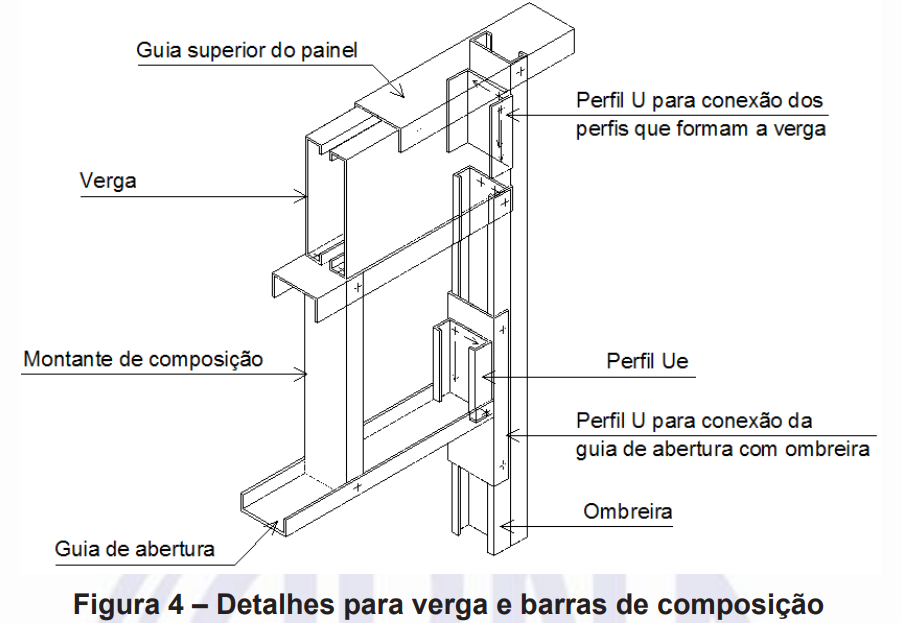 Guia superior do painel
Perfil U para conexão dos
perfis que formam a verga
Verga
Montante de composição
Perfil Ue
Perfil U para conexão da
guia de abertura com ombreira
Ombreira
Guia de abertura
Figura 4 – Detalhes para verga e barras de composição